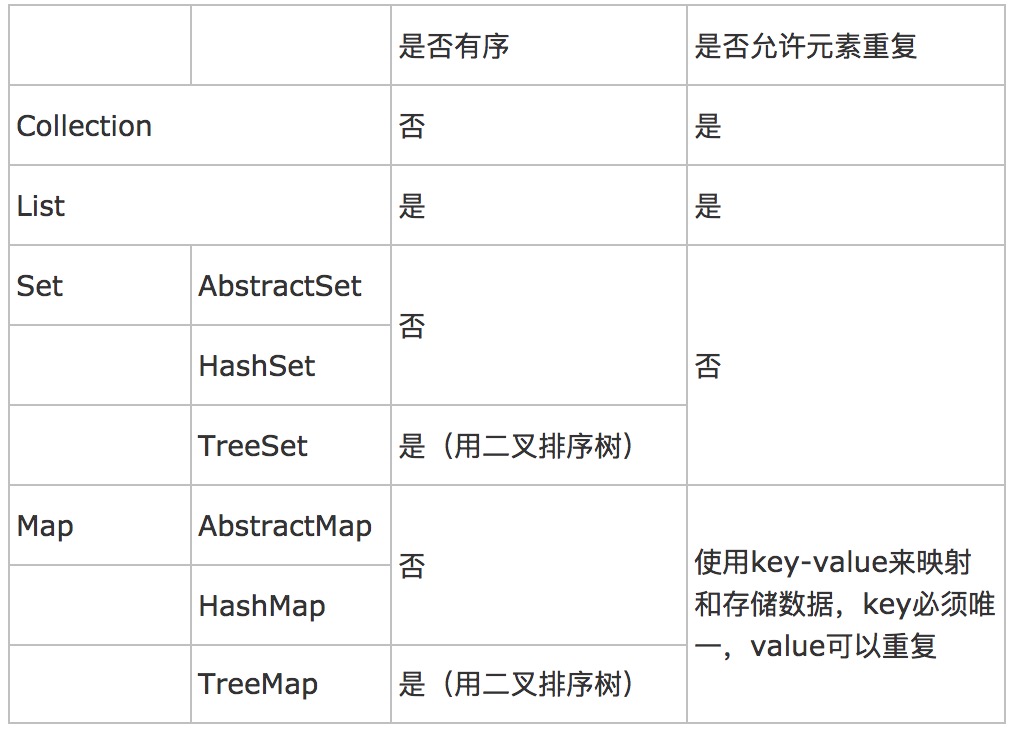 是否有序 是否允许元素重复
Collection 否 是
List 是 是
Set AbstractSet
否
HashSet
否
TreeSet 是（用二叉排序树）
Map AbstractMap
否
HashMap
使用key-value来映射
和存储数据，key必须唯
一，value可以重复
TreeMap 是（用二叉排序树）